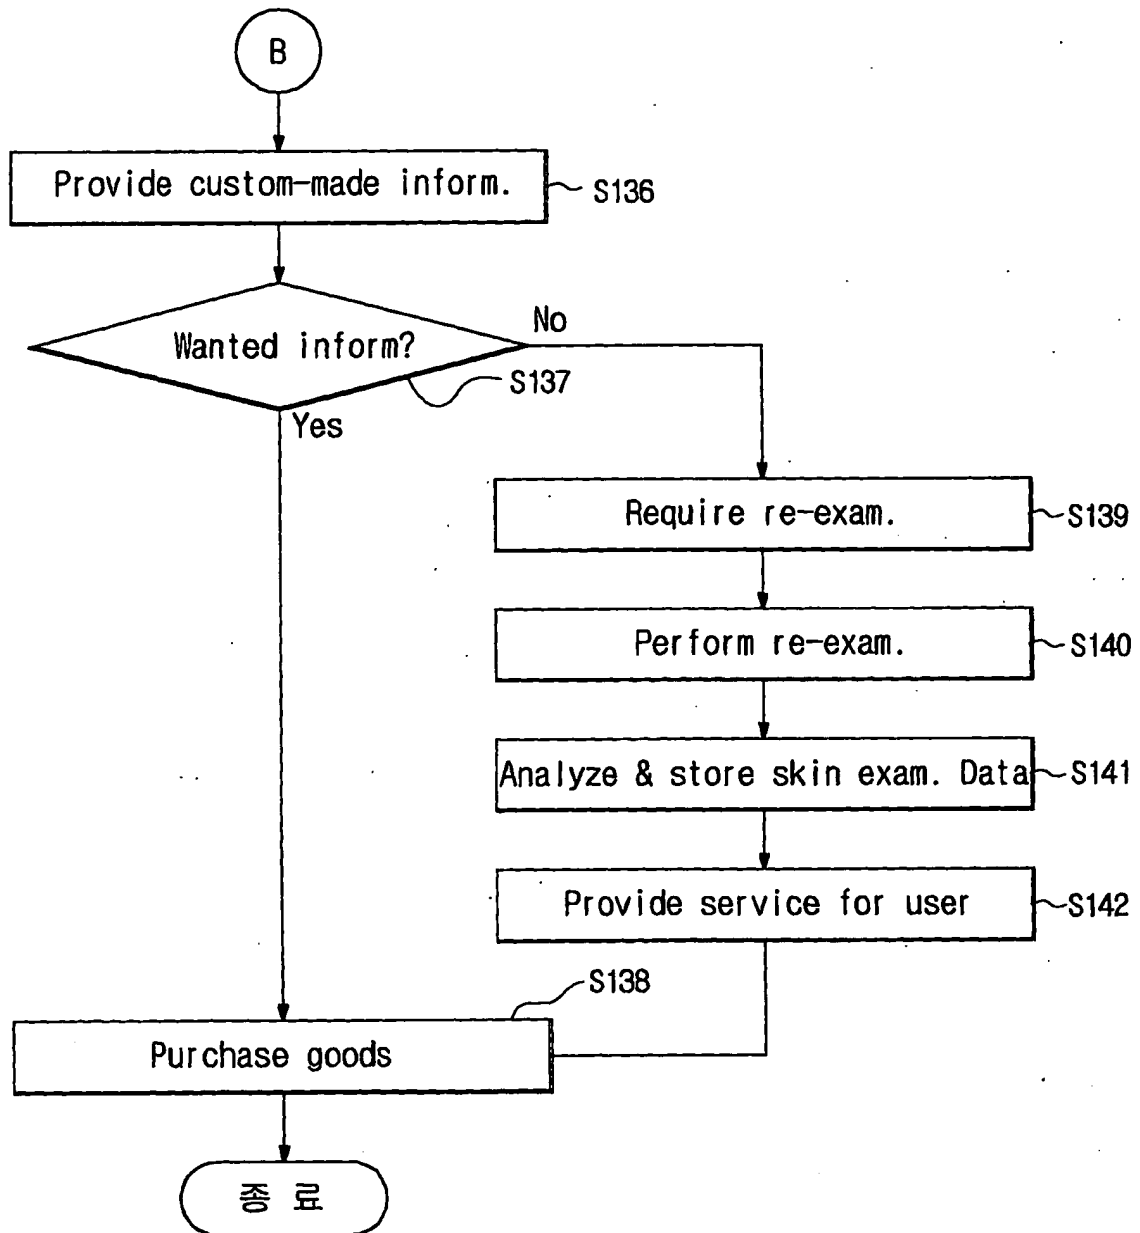 B
Provide custom-made inform.
S136
Wanted inform?
No
S137
Yes
Require re-exam.
S139
Perform re-exam.
S140
Analyze & store skin exam. Data
S141
Provide service for user
S142
S138
Purchase goods
종 료